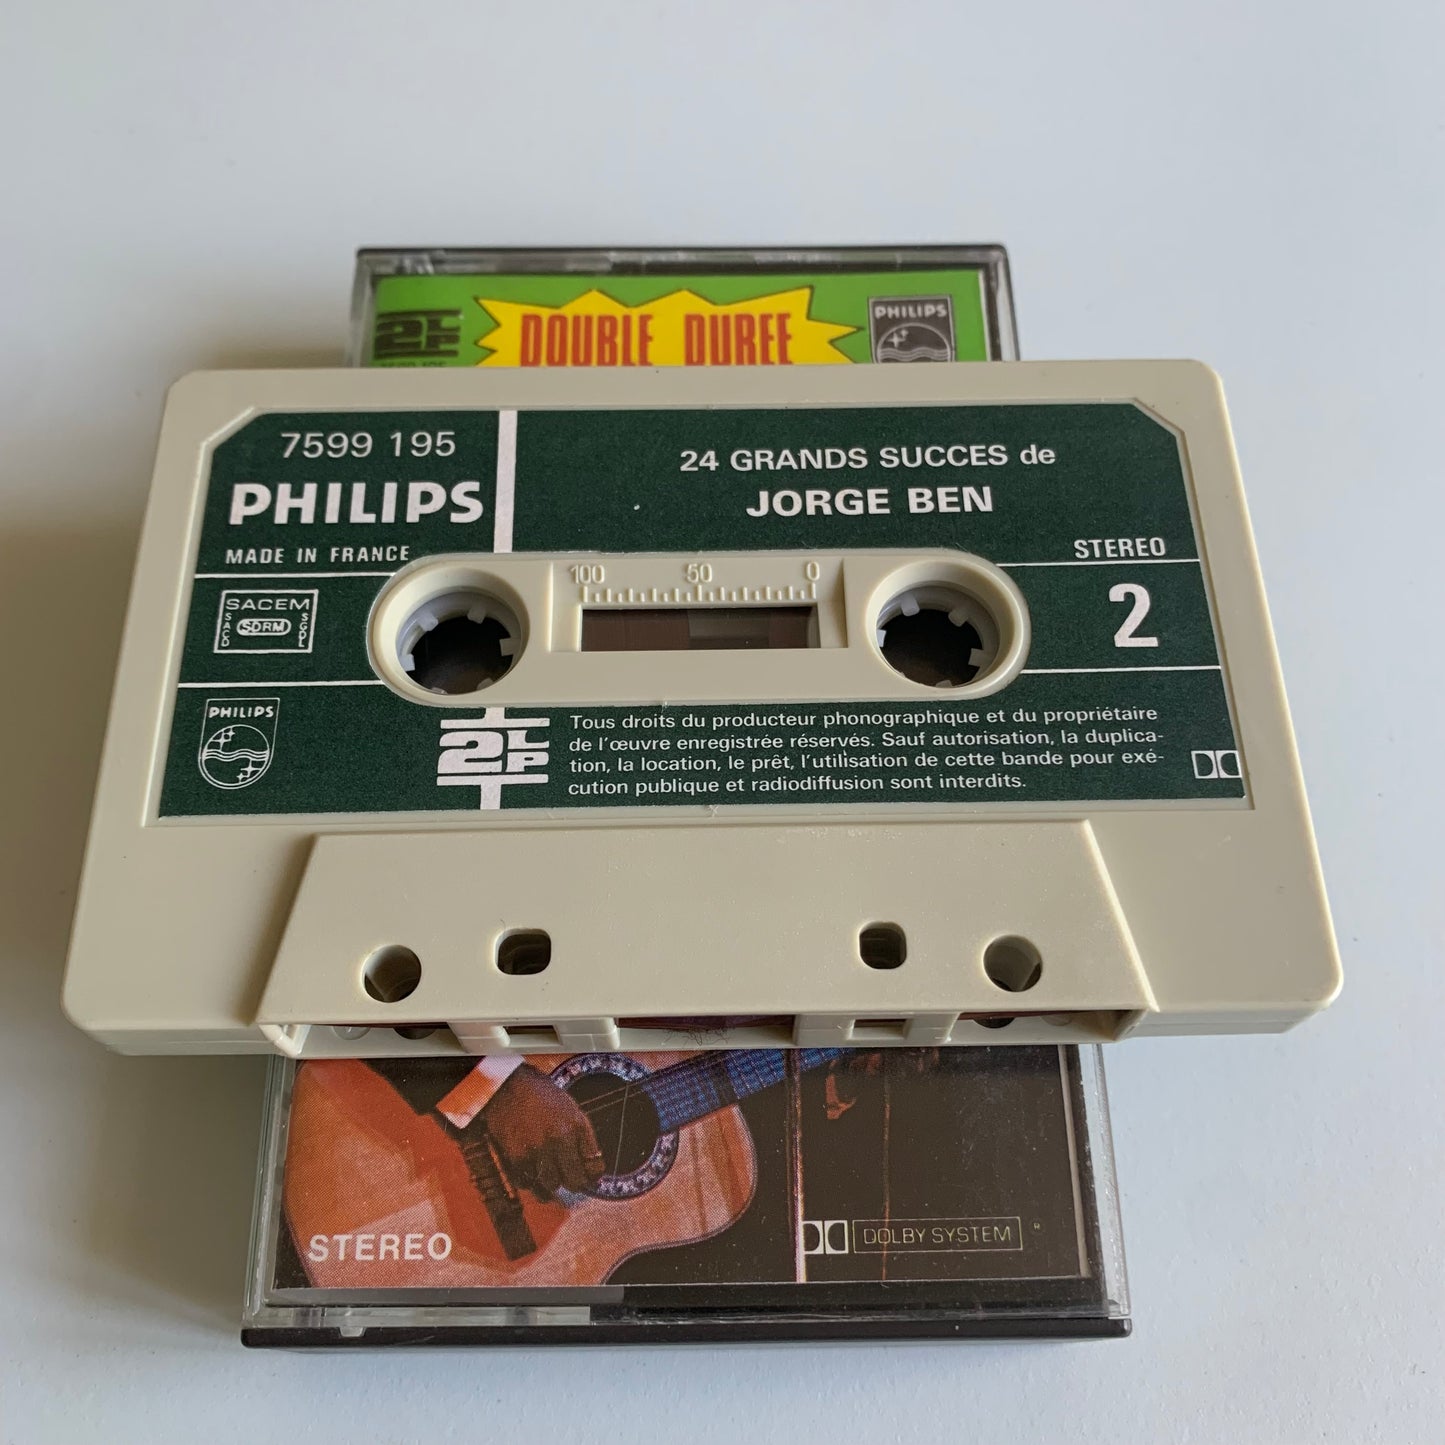 2LP
DOUBLE DUREE
PHILIPS
7599 195
PHILIPS
MADE IN FRANCE
24 GRANDS SUCCES de
JORGE BEN
STEREO
2
100 50 0
SACEM
SACD
SDRM
SGDL
PHILIPS
2LP
Tous droits du producteur phonographique et du propriétaire
de l'œuvre enregistrée réservés. Sauf autorisation, la duplica-
tion, la location, le prêt, l'utilisation de cette bande pour exé-
cution publique et radiodiffusion sont interdits.
STEREO
DOLBY SYSTEM ®